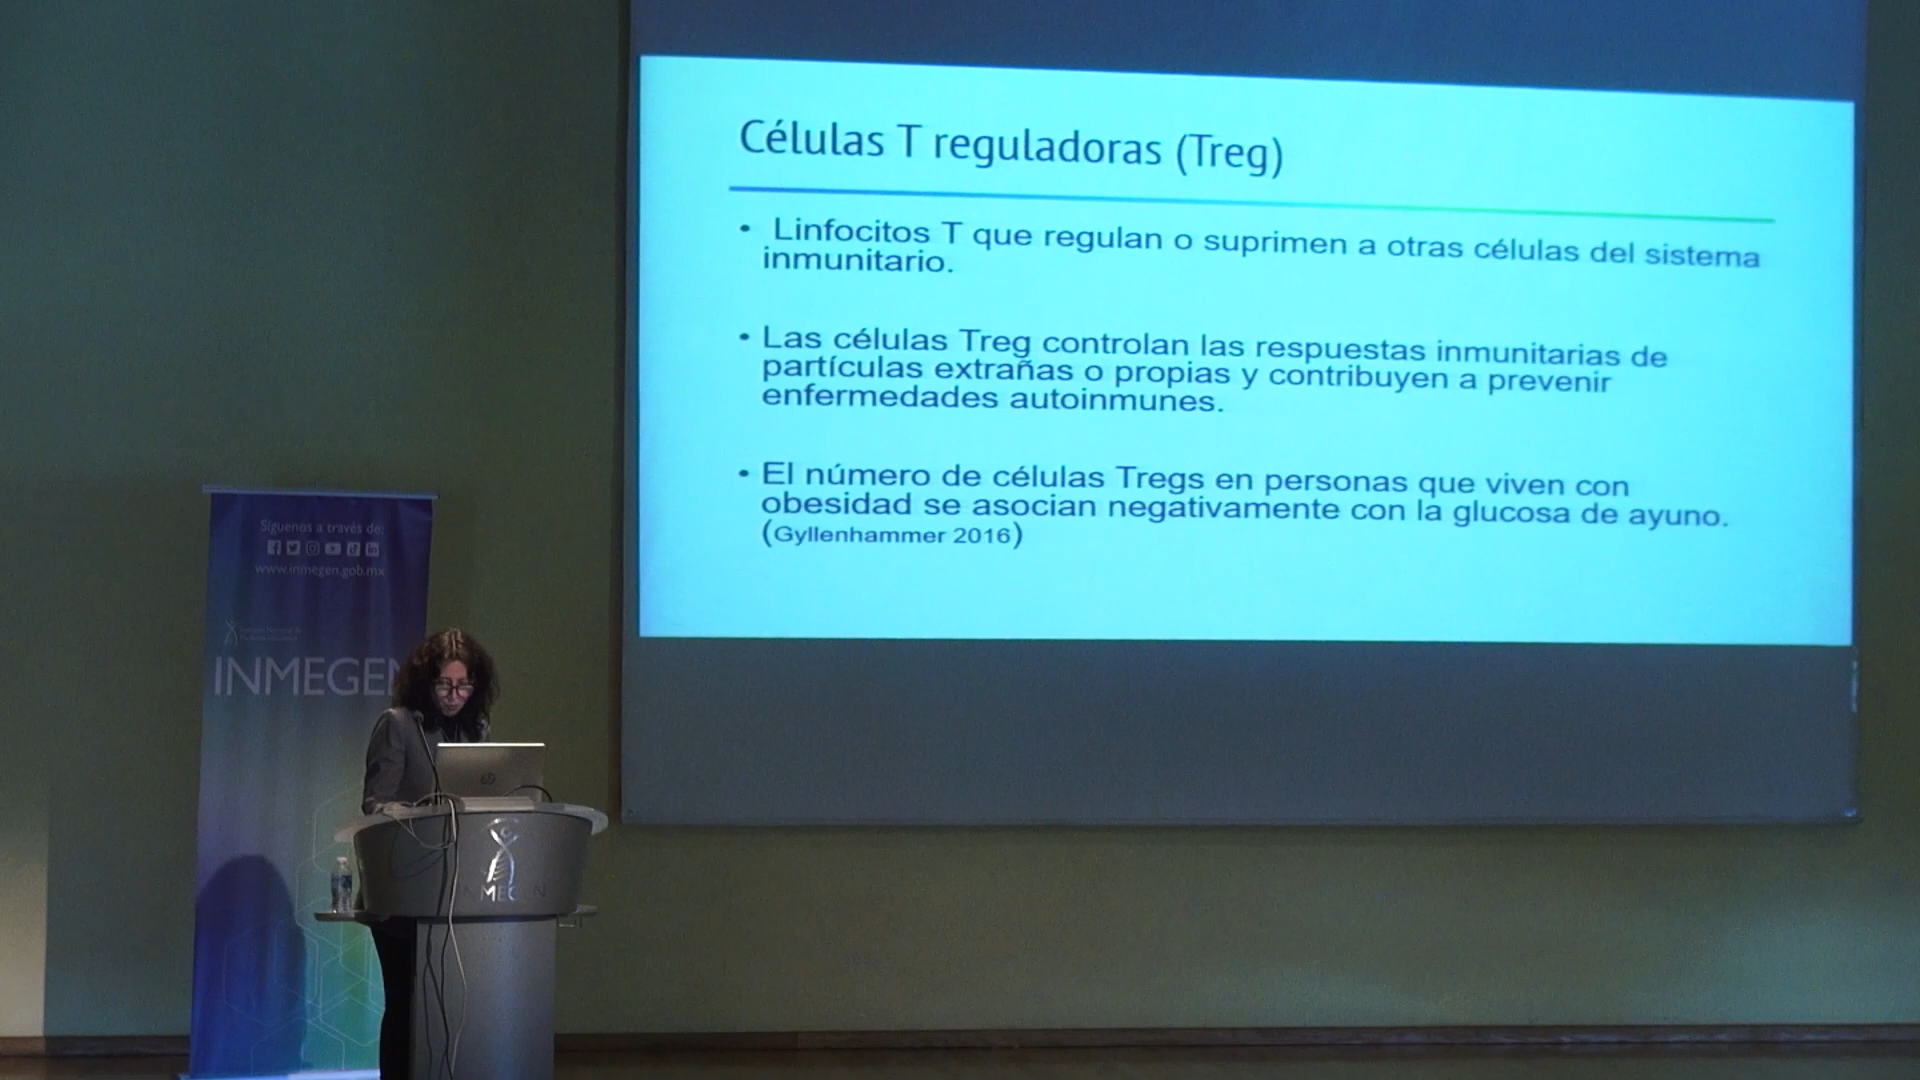 Células T reguladoras (Treg)
• Linfocitos T que regulan o suprimen a otras células del sistema
inmunitario.
• Las células Treg controlan las respuestas inmunitarias de
partículas extrañas o propias y contribuyen a prevenir
enfermedades autoinmunes.
• El número de células Tregs en personas que viven con
obesidad se asocian negativamente con la glucosa de ayuno.
(Gyllenhammer 2016)
Síguenos a través de:
www.inmegen.gob.mx
INMEGEN
hp
INMEGEN